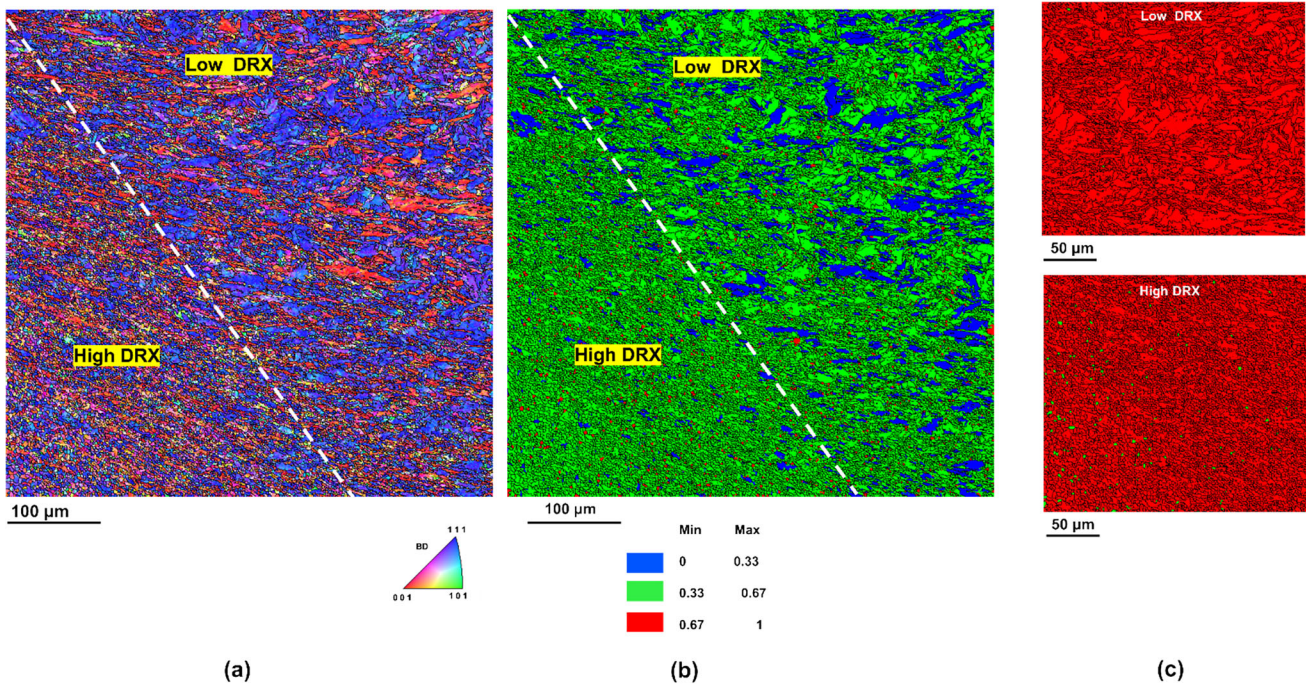 Low DRX
High DRX
100 µm
BD
1 1 1
0 0 1
1 0 1
(a)
Low DRX
High DRX
100 µm
Min Max
0 0.33
0.33 0.67
0.67 1
(b)
Low DRX
50 µm
High DRX
50 µm
(c)